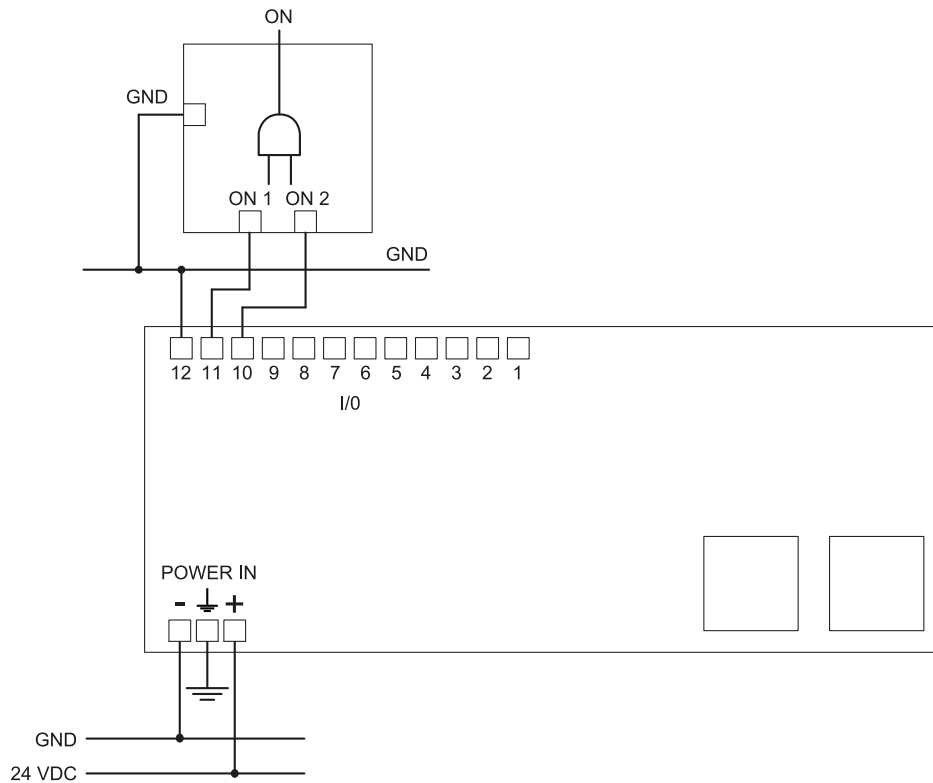 ON
GND
ON 1 ON 2
GND
12 11 10 9 8 7 6 5 4 3 2 1
I/0
POWER IN
- +
GND
24 VDC